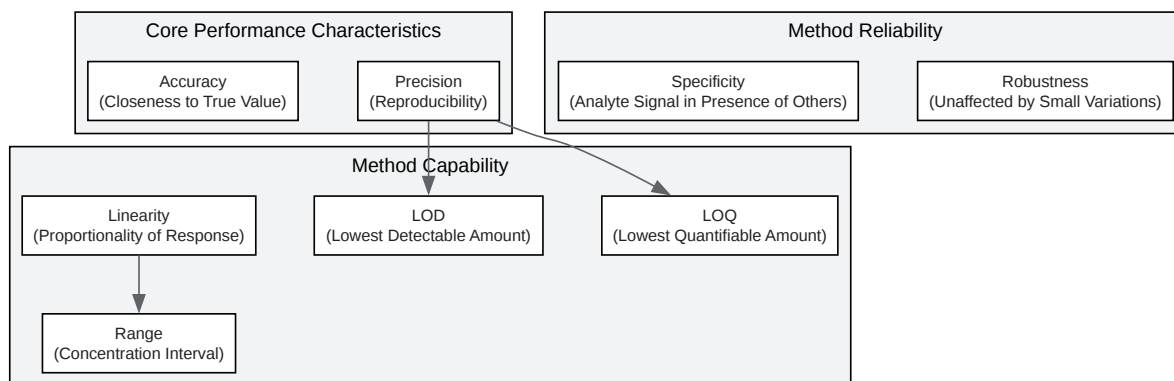 Core Performance Characteristics
Accuracy
(Closeness to True Value)
Precision
(Reproducibility)
Method Reliability
Specificity
(Analyte Signal in Presence of Others)
Robustness
(Unaffected by Small Variations)
Method Capability
Linearity
(Proportionality of Response)
LOD
(Lowest Detectable Amount)
LOQ
(Lowest Quantifiable Amount)
Range
(Concentration Interval)